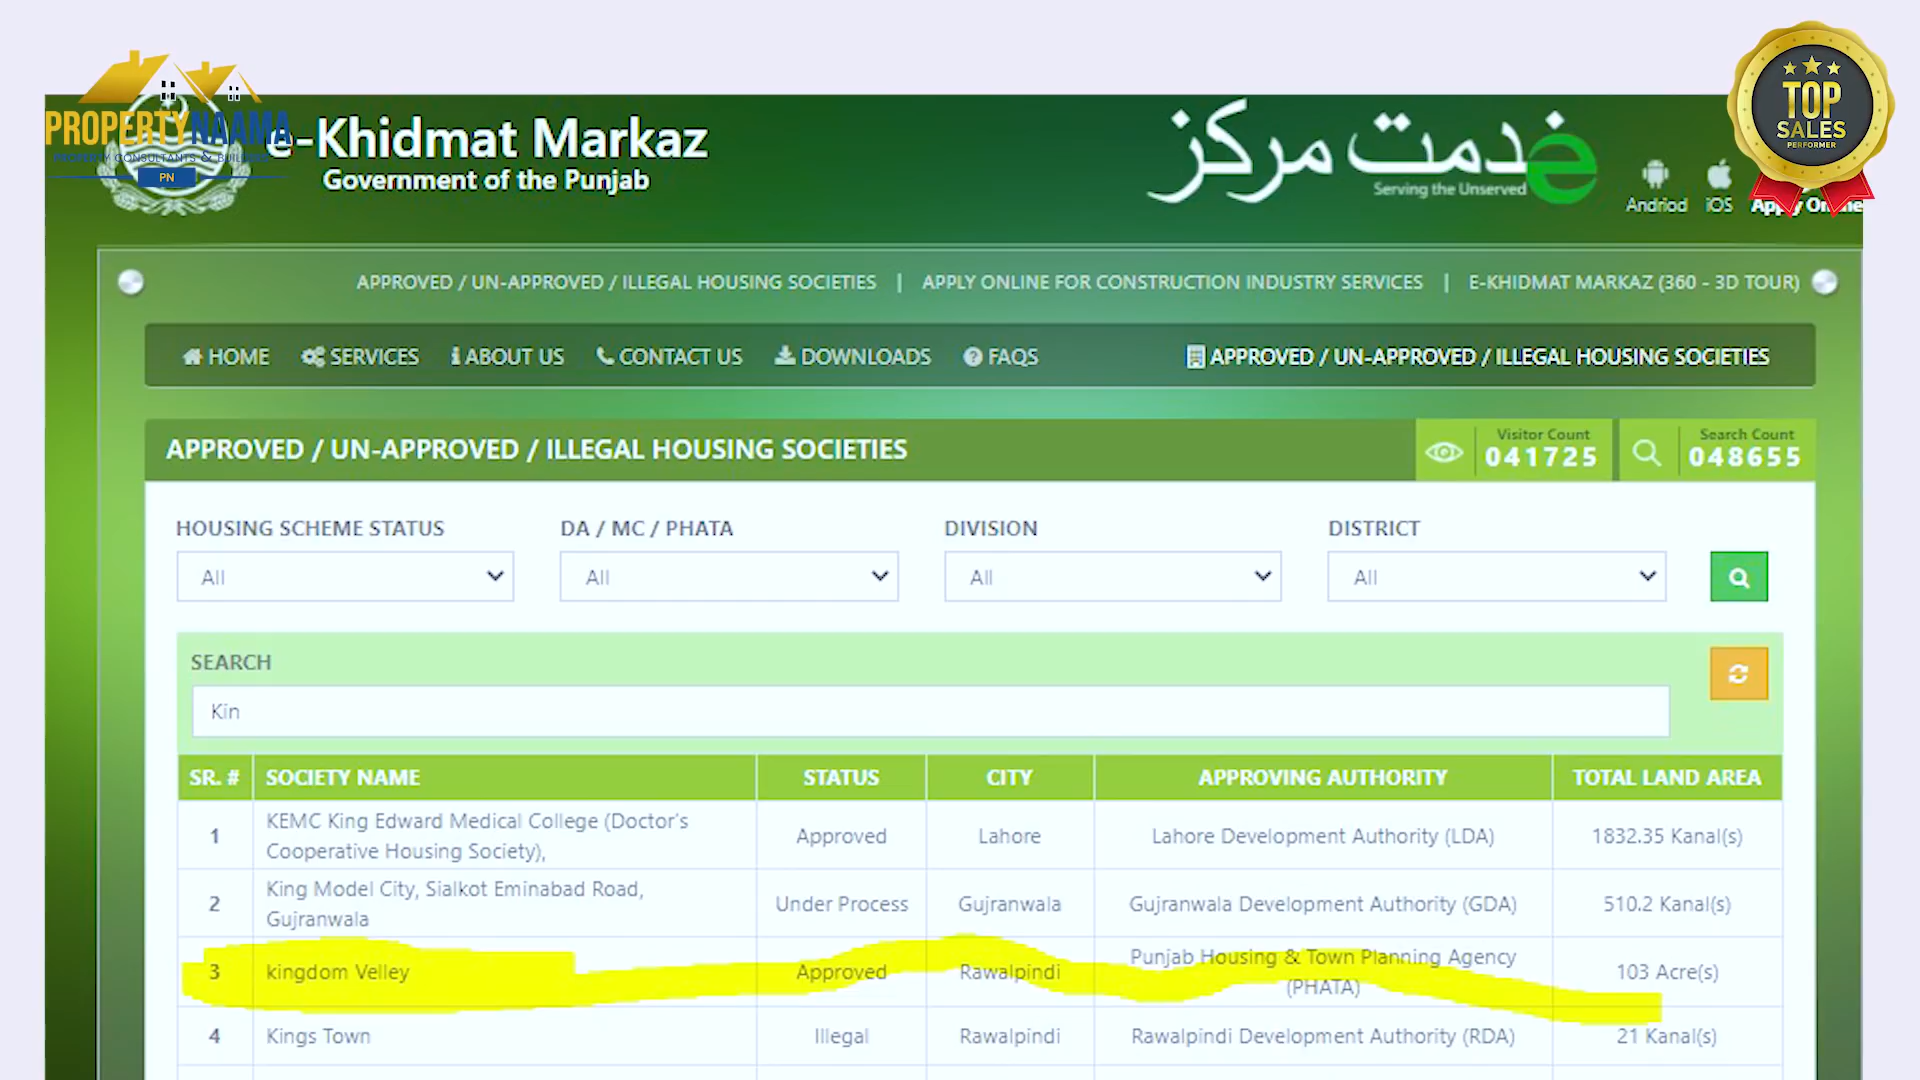 PROPERTYNAAMA
PROPERTY CONSULTANTS & BUILDERS
PN
e-Khidmat Markaz
Government of the Punjab
خدمت مرکز
Serving the Unserved
Andriod
iOS
Apply Online
TOP
SALES
PERFORMER
APPROVED / UN-APPROVED / ILLEGAL HOUSING SOCIETIES | APPLY ONLINE FOR CONSTRUCTION INDUSTRY SERVICES | E-KHIDMAT MARKAZ (360 - 3D TOUR)
HOME SERVICES ABOUT US CONTACT US DOWNLOADS FAQS APPROVED / UN-APPROVED / ILLEGAL HOUSING SOCIETIES
APPROVED / UN-APPROVED / ILLEGAL HOUSING SOCIETIES
Visitor Count
041725
Search Count
048655
HOUSING SCHEME STATUS DA / MC / PHATA DIVISION DISTRICT
All All All All
SEARCH
Kin
SR. # SOCIETY NAME STATUS CITY APPROVING AUTHORITY TOTAL LAND AREA
1 KEMC King Edward Medical College (Doctor's Cooperative Housing Society), Approved Lahore Lahore Development Authority (LDA) 1832.35 Kanal(s)
2 King Model City, Sialkot Eminabad Road, Gujranwala Under Process Gujranwala Gujranwala Development Authority (GDA) 510.2 Kanal(s)
3 kingdom Velley Approved Rawalpindi Punjab Housing & Town Planning Agency (PHATA) 103 Acre(s)
4 Kings Town Illegal Rawalpindi Rawalpindi Development Authority (RDA) 21 Kanal(s)